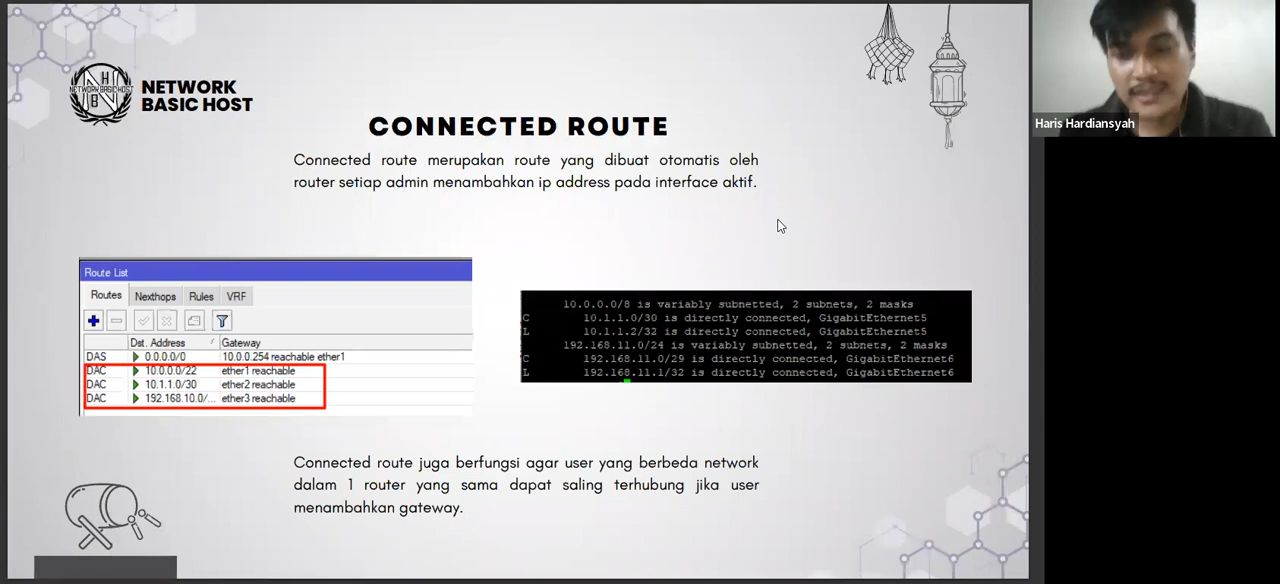 NETWORK
BASIC HOST
NETWORK BASIC HOST
N H
B
Haris Hardiansyah
CONNECTED ROUTE
Connected route merupakan route yang dibuat otomatis oleh
router setiap admin menambahkan ip address pada interface aktif.
Route List
Routes Nexthops Rules VRF
Dst. Address Gateway
DAS 0.0.0.0/0 10.0.0.254 reachable ether1
DAC 10.0.0.0/22 ether1 reachable
DAC 10.1.1.0/30 ether2 reachable
DAC 192.168.10.0/... ether3 reachable
10.0.0.0/8 is variably subnetted, 2 subnets, 2 masks
C 10.1.1.0/30 is directly connected, GigabitEthernet5
L 10.1.1.2/32 is directly connected, GigabitEthernet5
192.168.11.0/24 is variably subnetted, 2 subnets, 2 masks
C 192.168.11.0/29 is directly connected, GigabitEthernet6
L 192.168.11.1/32 is directly connected, GigabitEthernet6
Connected route juga berfungsi agar user yang berbeda network
dalam 1 router yang sama dapat saling terhubung jika user
menambahkan gateway.